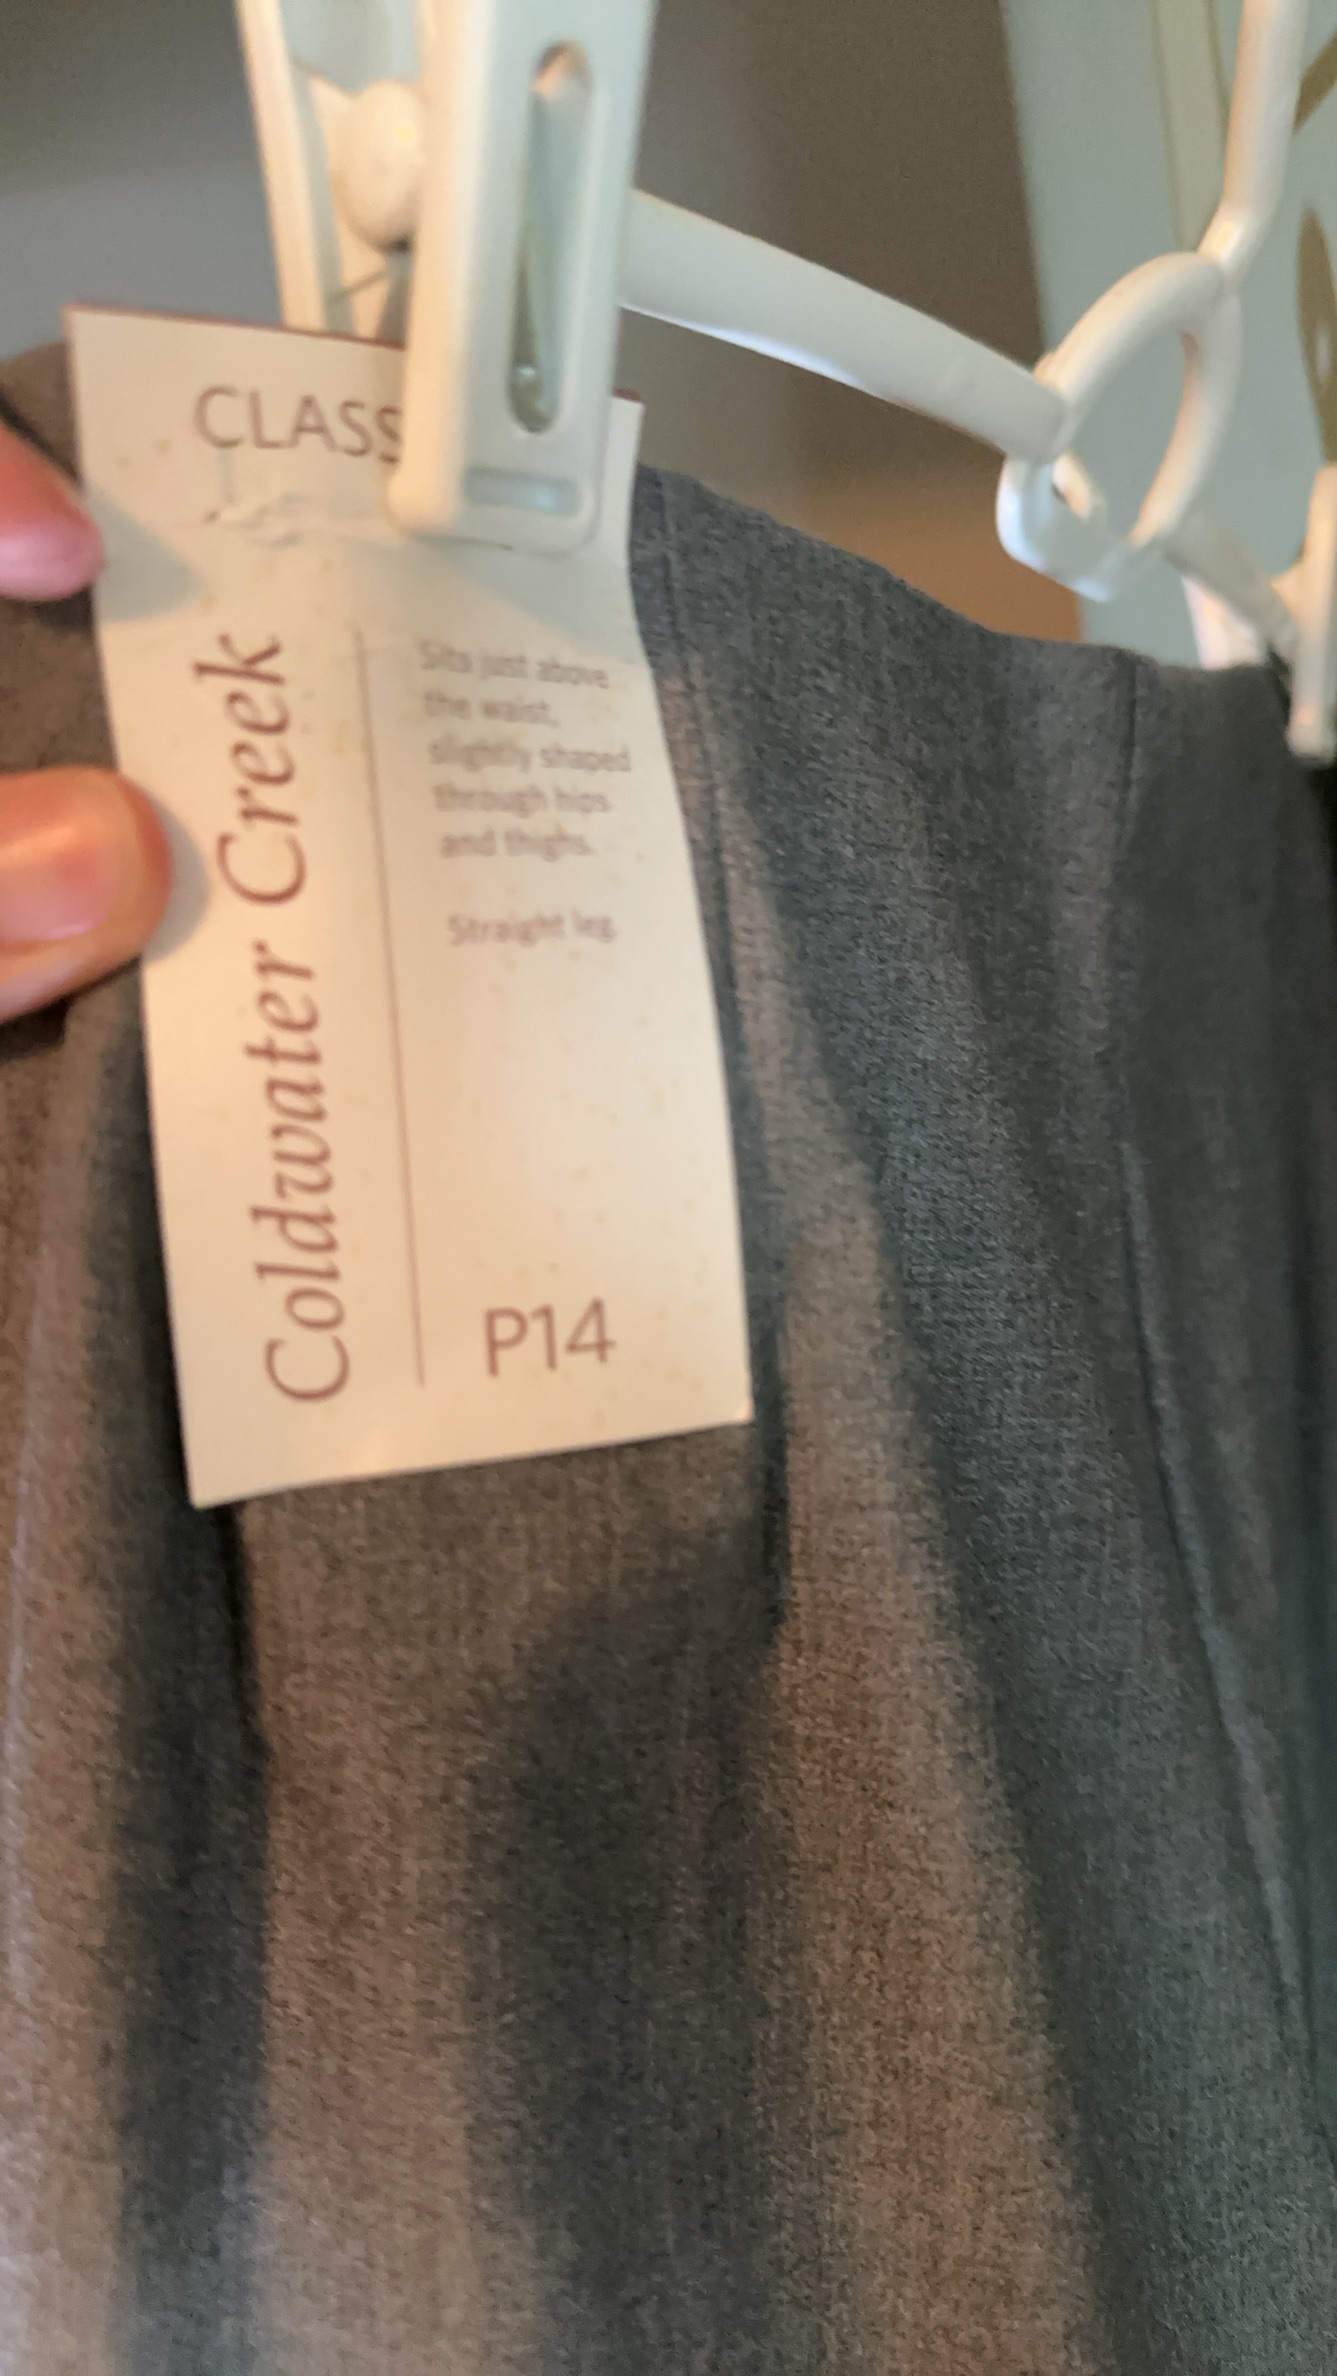 CLASS
Coldwater Creek
Sits just above
the waist,
slightly shaped
through hips
and thighs.
Straight leg.
P14